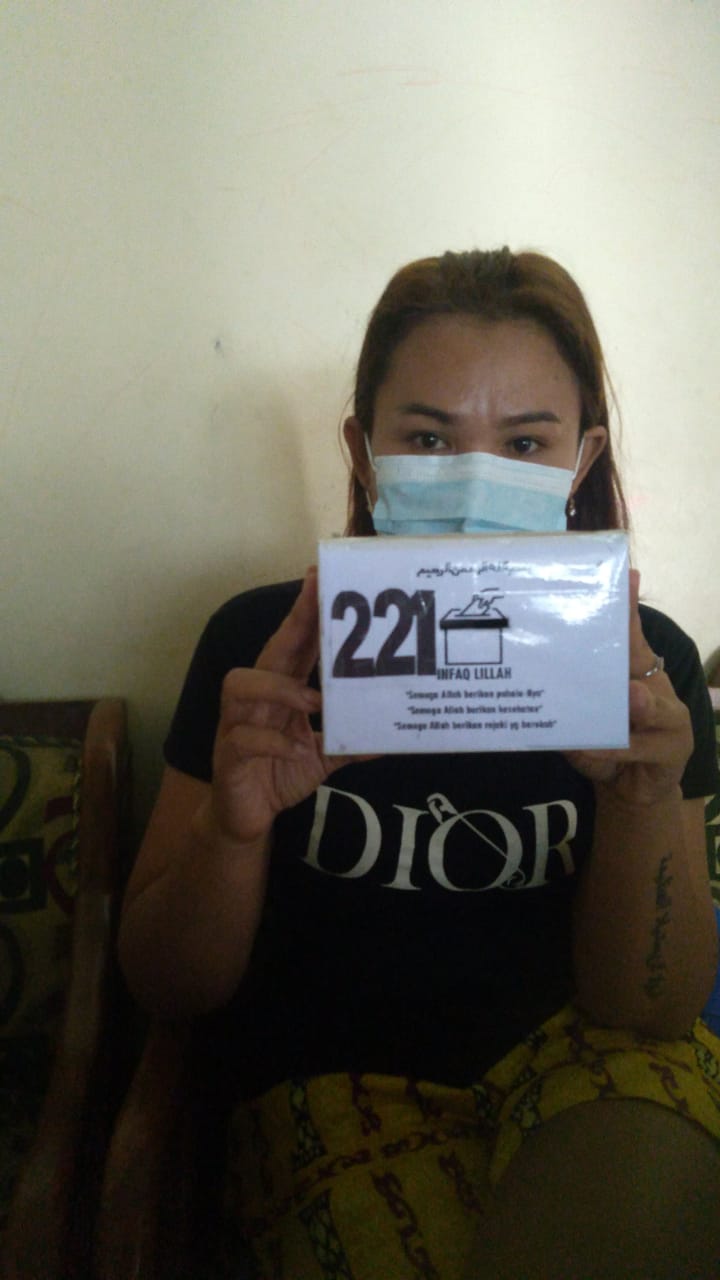 بسم الله الرحمن الرحيم
221
INFAQ LILLAH
"Semoga Allah berikan pahala-Nya"
"Semoga Allah berikan kesehatan"
"Semoga Allah berikan rejeki yg berokah"
DIOR